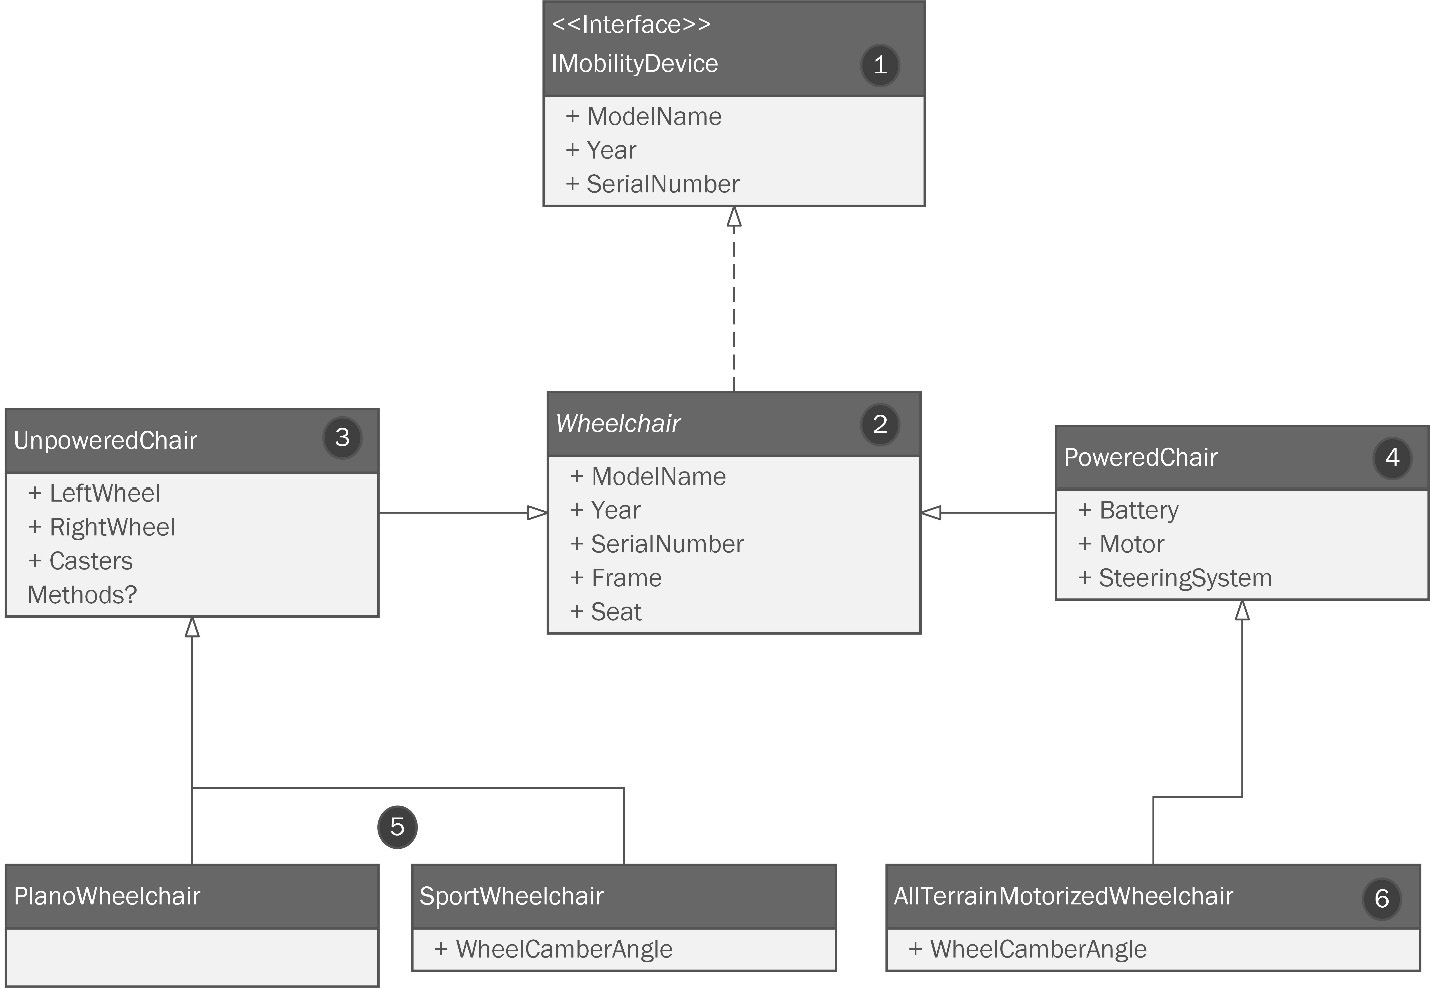 <<Interface>>
IMobilityDevice
1
+ ModelName
+ Year
+ SerialNumber
UnpoweredChair
3
+ LeftWheel
+ RightWheel
+ Casters
Methods?
Wheelchair
2
+ ModelName
+ Year
+ SerialNumber
+ Frame
+ Seat
PoweredChair
4
+ Battery
+ Motor
+ SteeringSystem
5
PlanoWheelchair
SportWheelchair
+ WheelCamberAngle
AllTerrainMotorizedWheelchair
6
+ WheelCamberAngle